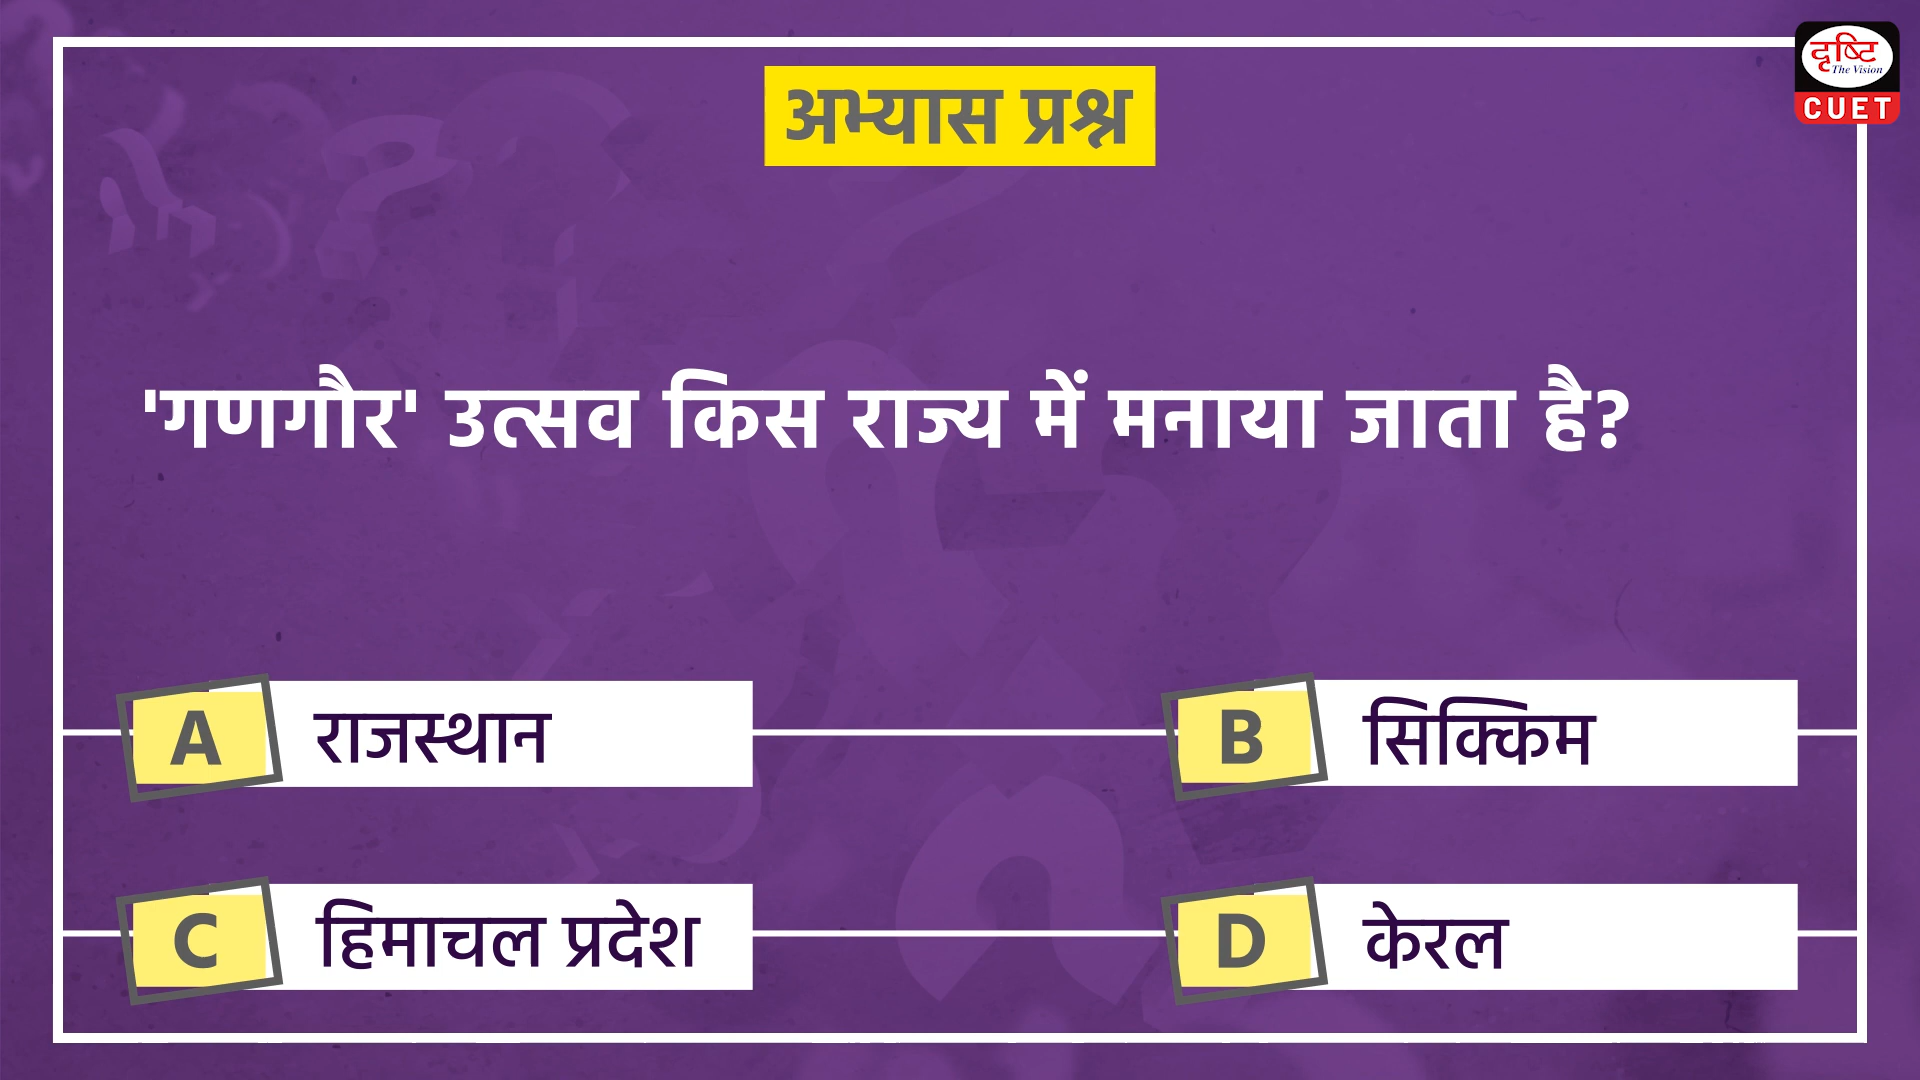 दृष्टि
The Vision
CUET
अभ्यास प्रश्न
'गणगौर' उत्सव किस राज्य में मनाया जाता है?
A राजस्थान
B सिक्किम
C हिमाचल प्रदेश
D केरल